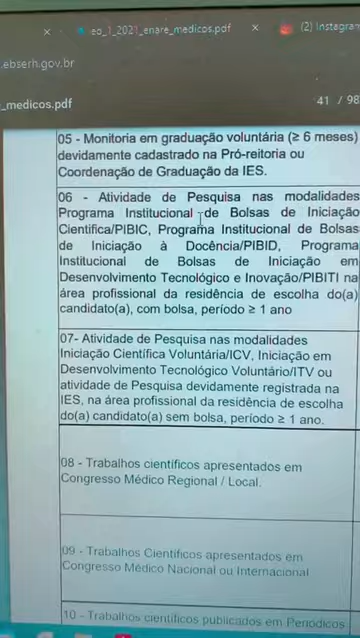 eo_1_2021_enare_medicos.pdf
(2) Instagram
.ebserh.gov.br
_medicos.pdf
41 / 98
05 - Monitoria em graduação voluntária (≥ 6 meses)
devidamente cadastrado na Pró-reitoria ou
Coordenação de Graduação da IES.
06 - Atividade de Pesquisa nas modalidades
Programa Institucional de Bolsas de Iniciação
Cientifica/PIBIC, Programa Institucional de Bolsas
de Iniciação à Docência/PIBID, Programa
Institucional de Bolsas de Iniciação em
Desenvolvimento Tecnológico e Inovação/PIBITI na
área profissional da residência de escolha do(a)
candidato(a), com bolsa, período ≥ 1 ano
07- Atividade de Pesquisa nas modalidades
Iniciação Científica Voluntária/ICV, Iniciação em
Desenvolvimento Tecnológico Voluntário/ITV ou
atividade de Pesquisa devidamente registrada na
IES, na área profissional da residência de escolha
do(a) candidato(a) sem bolsa, período ≥ 1 ano.
08 - Trabalhos científicos apresentados em
Congresso Médico Regional / Local.
09 - Trabalhos Científicos apresentados em
Congresso Médico Nacional ou Internacional
10 - Trabalhos científicos publicados em Periódicos